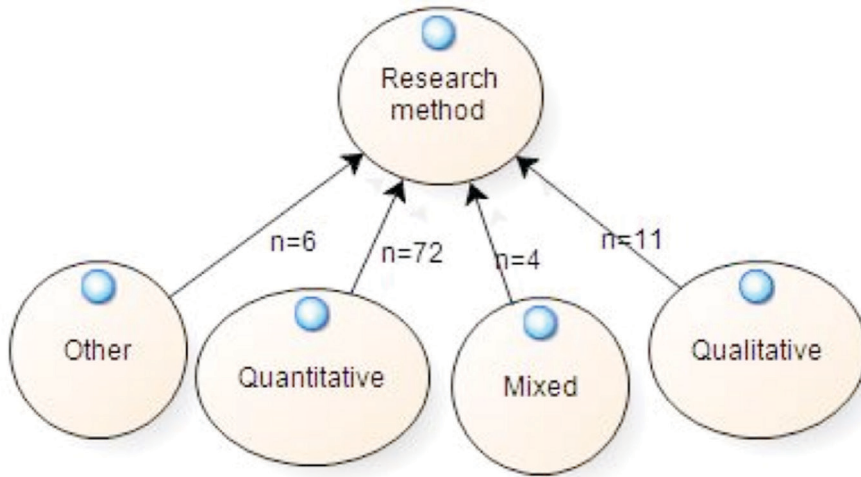 Research
method
n=6
n=72
n=4
n=11
Other
Quantitative
Mixed
Qualitative